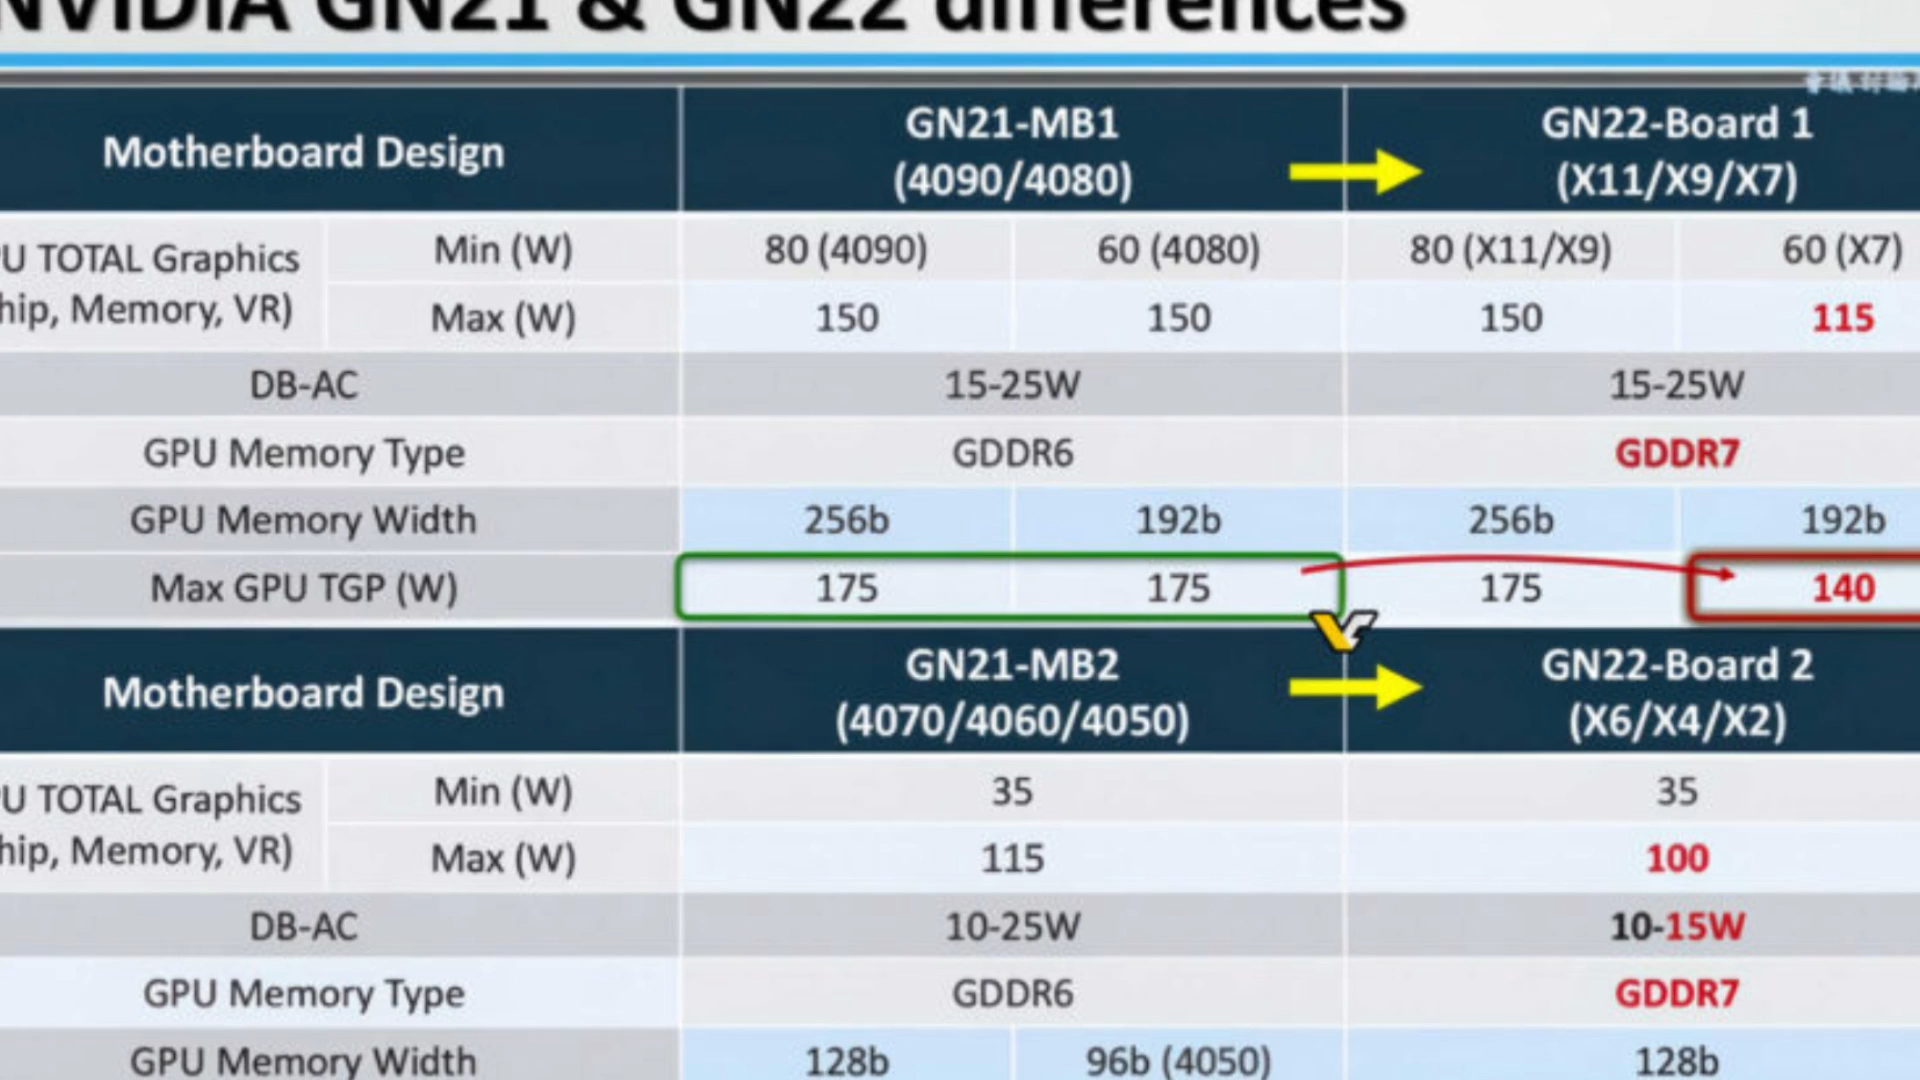 NVIDIA GN21 & GN22 differences
Motherboard Design
GN21-MB1
(4090/4080)
GN22-Board 1
(X11/X9/X7)
U TOTAL Graphics
hip, Memory, VR)
Min (W)
80 (4090)
60 (4080)
80 (X11/X9)
60 (X7)
Max (W)
150
150
150
115
DB-AC
15-25W
15-25W
GPU Memory Type
GDDR6
GDDR7
GPU Memory Width
256b
192b
256b
192b
Max GPU TGP (W)
175
175
175
140
Motherboard Design
GN21-MB2
(4070/4060/4050)
GN22-Board 2
(X6/X4/X2)
U TOTAL Graphics
hip, Memory, VR)
Min (W)
35
35
Max (W)
115
100
DB-AC
10-25W
10-15W
GPU Memory Type
GDDR6
GDDR7
GPU Memory Width
128b
96b (4050)
128b